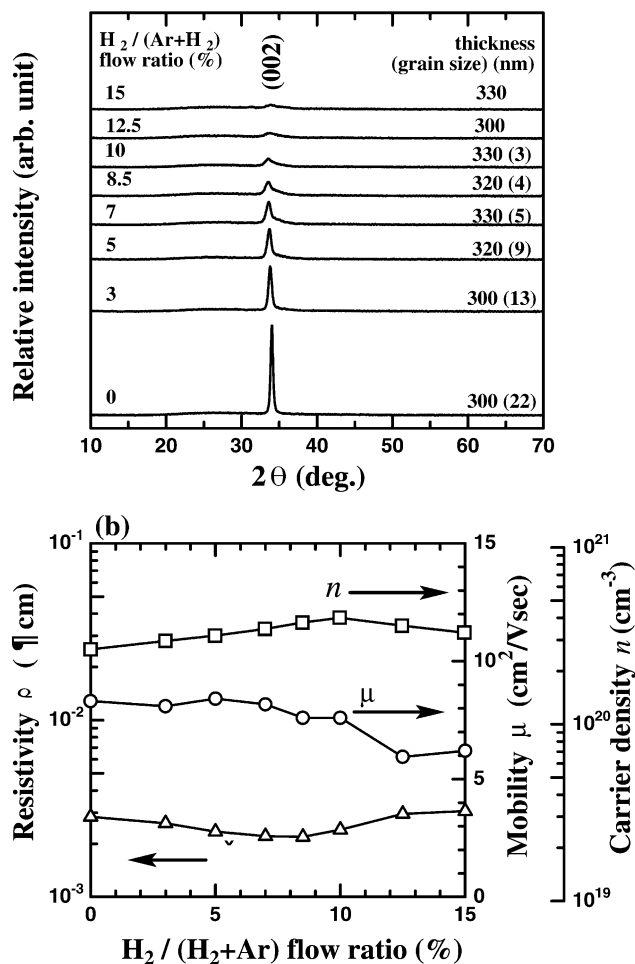 H2 / (Ar+H2)
flow ratio (%)
(002)
thickness
(grain size) (nm)
15
330
12.5
300
10
330 (3)
8.5
320 (4)
7
330 (5)
5
320 (9)
3
300 (13)
0
300 (22)
Relative intensity (arb. unit)
10 20 30 40 50 60 70
2θ (deg.)
(b)
10-1
10-2
10-3
Resistivity ρ (¶cm)
n
μ
15
10
5
0
Mobility μ (cm2/Vsec)
1021
1020
1019
Carrier density n (cm-3)
0 5 10 15
H2 / (H2+Ar) flow ratio (%)